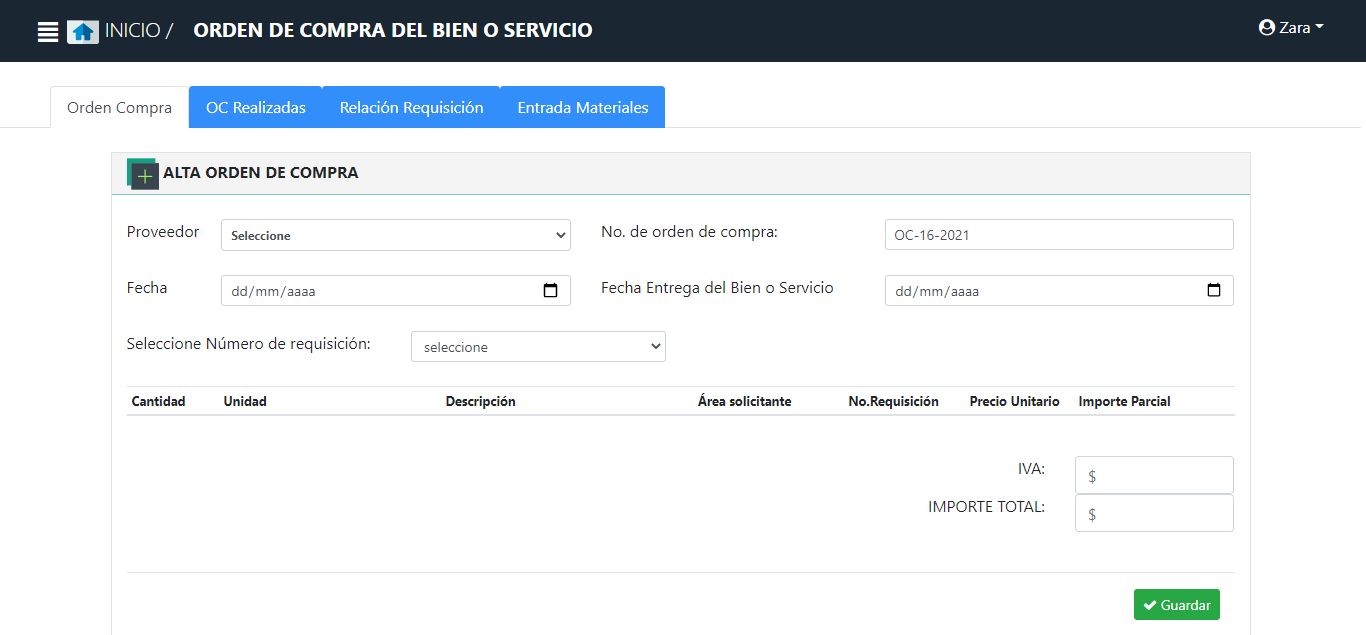 INICIO / ORDEN DE COMPRA DEL BIEN O SERVICIO Zara
Orden Compra OC Realizadas Relación Requisición Entrada Materiales
ALTA ORDEN DE COMPRA
Proveedor Seleccione No. de orden de compra: OC-16-2021
Fecha dd/mm/aaaa Fecha Entrega del Bien o Servicio dd/mm/aaaa
Seleccione Número de requisición: seleccione
Cantidad Unidad Descripción Área solicitante No.Requisición Precio Unitario Importe Parcial
IVA: $
IMPORTE TOTAL: $
Guardar